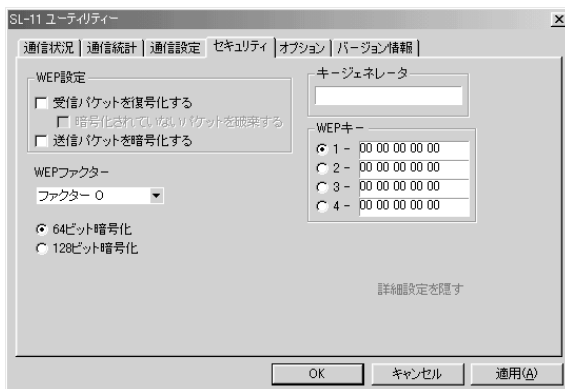 SL-11 ユーティリティー
通信状況 通信統計 通信設定 セキュリティ オプション バージョン情報
WEP設定
受信パケットを復号化する
暗号化されていないパケットを破棄する
送信パケットを暗号化する
WEPファクター
ファクター 0
64ビット暗号化
128ビット暗号化
キージェネレータ
WEPキー
1 - 00 00 00 00 00
2 - 00 00 00 00 00
3 - 00 00 00 00 00
4 - 00 00 00 00 00
詳細設定を隠す
OK キャンセル 適用(A)